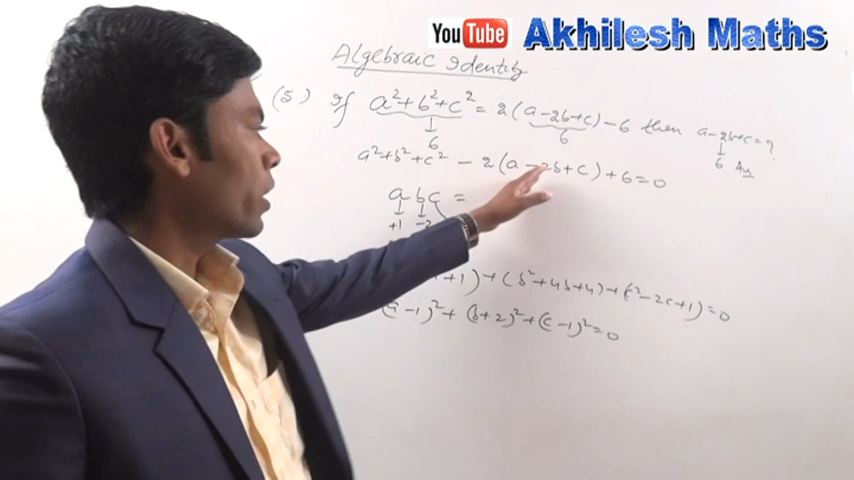 YouTube Akhilesh Maths
Algebraic Identity
(5) If a²+b²+c² = 2(a-2b+c)-6 then a-2b+c=?
6 6 6 Ans
a²+b²+c² - 2(a-2b+c)+6=0
a b c =
+1 -2
+1)+(b²+4b+4)+(c²-2c+1)=0
(a-1)²+(b+2)²+(c-1)²=0